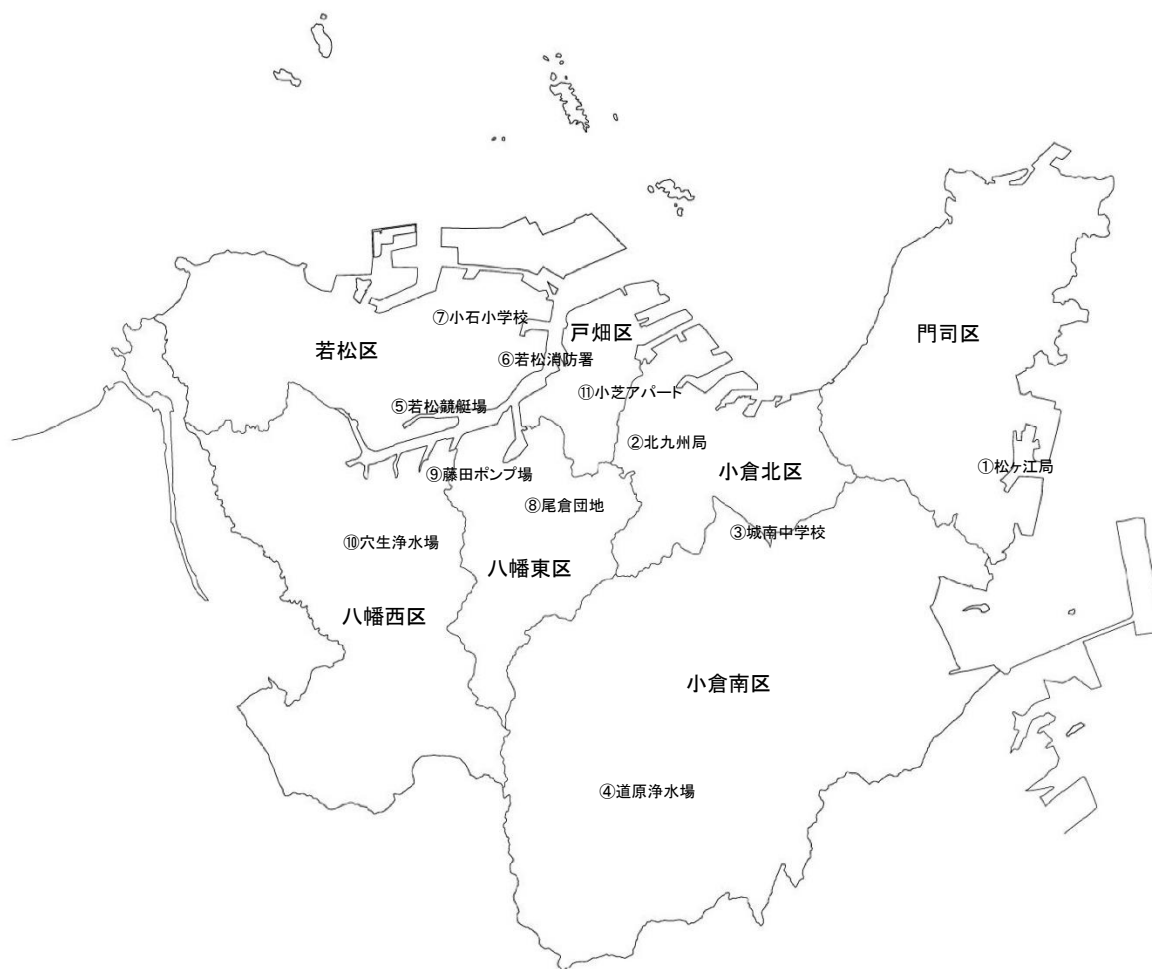 ⑦小石小学校
戸畑区
門司区
若松区
⑥若松消防署
⑪小芝アパート
⑤若松競艇場
②北九州局
小倉北区
①松ヶ江局
⑨藤田ポンプ場
⑧尾倉団地
③城南中学校
⑩穴生浄水場
八幡東区
八幡西区
小倉南区
④道原浄水場